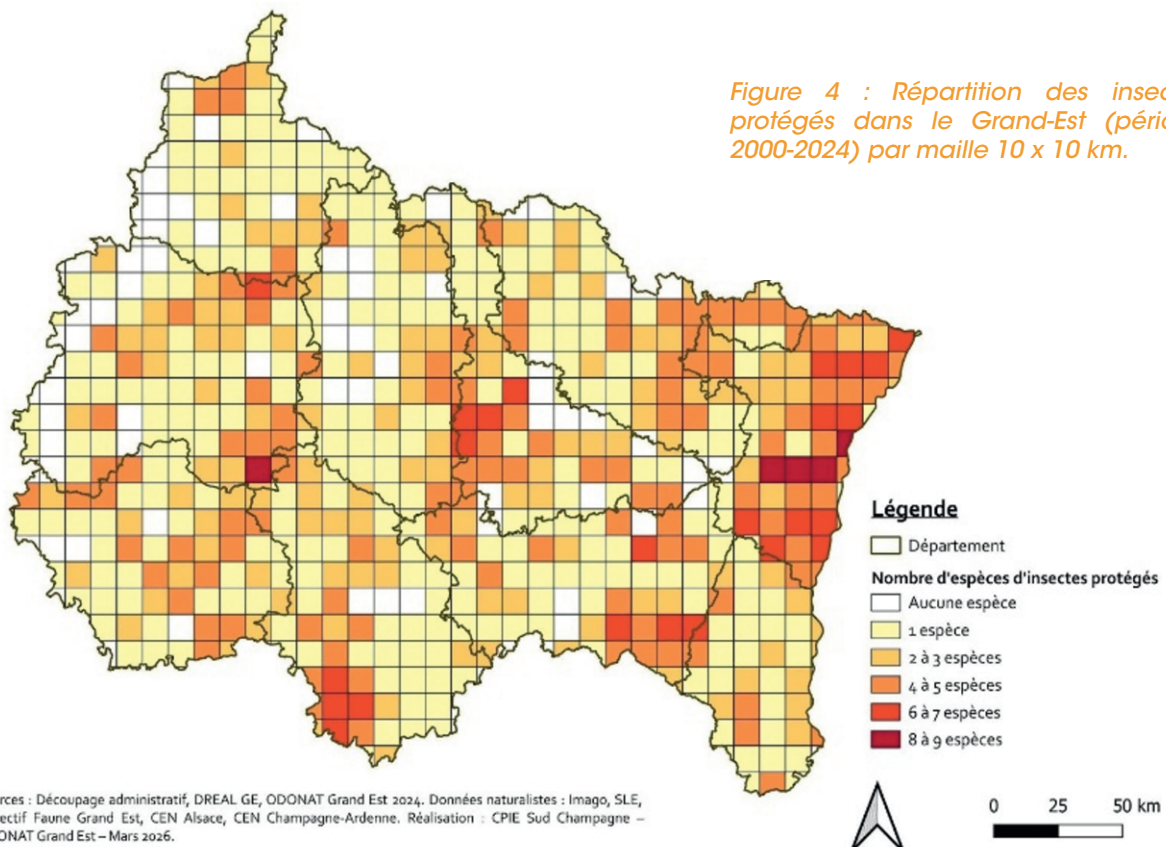 Figure 4 : Répartition des insec
protégés dans le Grand-Est (péric
2000-2024) par maille 10 x 10 km.
Légende
Département
Nombre d'espèces d'insectes protégés
Aucune espèce
1 espèce
2 à 3 espèces
4 à 5 espèces
6 à 7 espèces
8 à 9 espèces
0 25 50 km
rces : Découpage administratif, DREAL GE, ODONAT Grand Est 2024. Données naturalistes : Imago, SLE,
ectif Faune Grand Est, CEN Alsace, CEN Champagne-Ardenne. Réalisation : CPIE Sud Champagne –
ONAT Grand Est – Mars 2026.